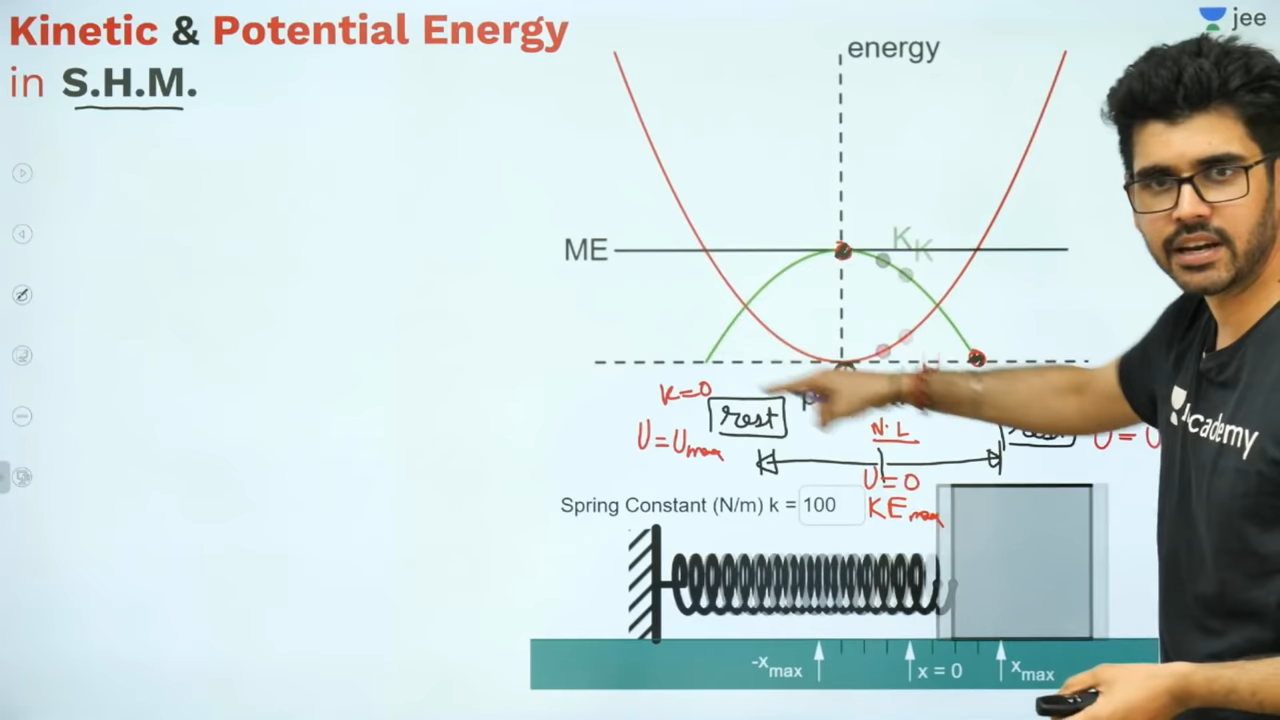 Kinetic & Potential Energy
in S.H.M.
jee
energy
ME
K
K
K=0
rest
U=Umax
N.L
U=0
KEmax
U=U
Spring Constant (N/m) k = 100
-xmax
x = 0
xmax